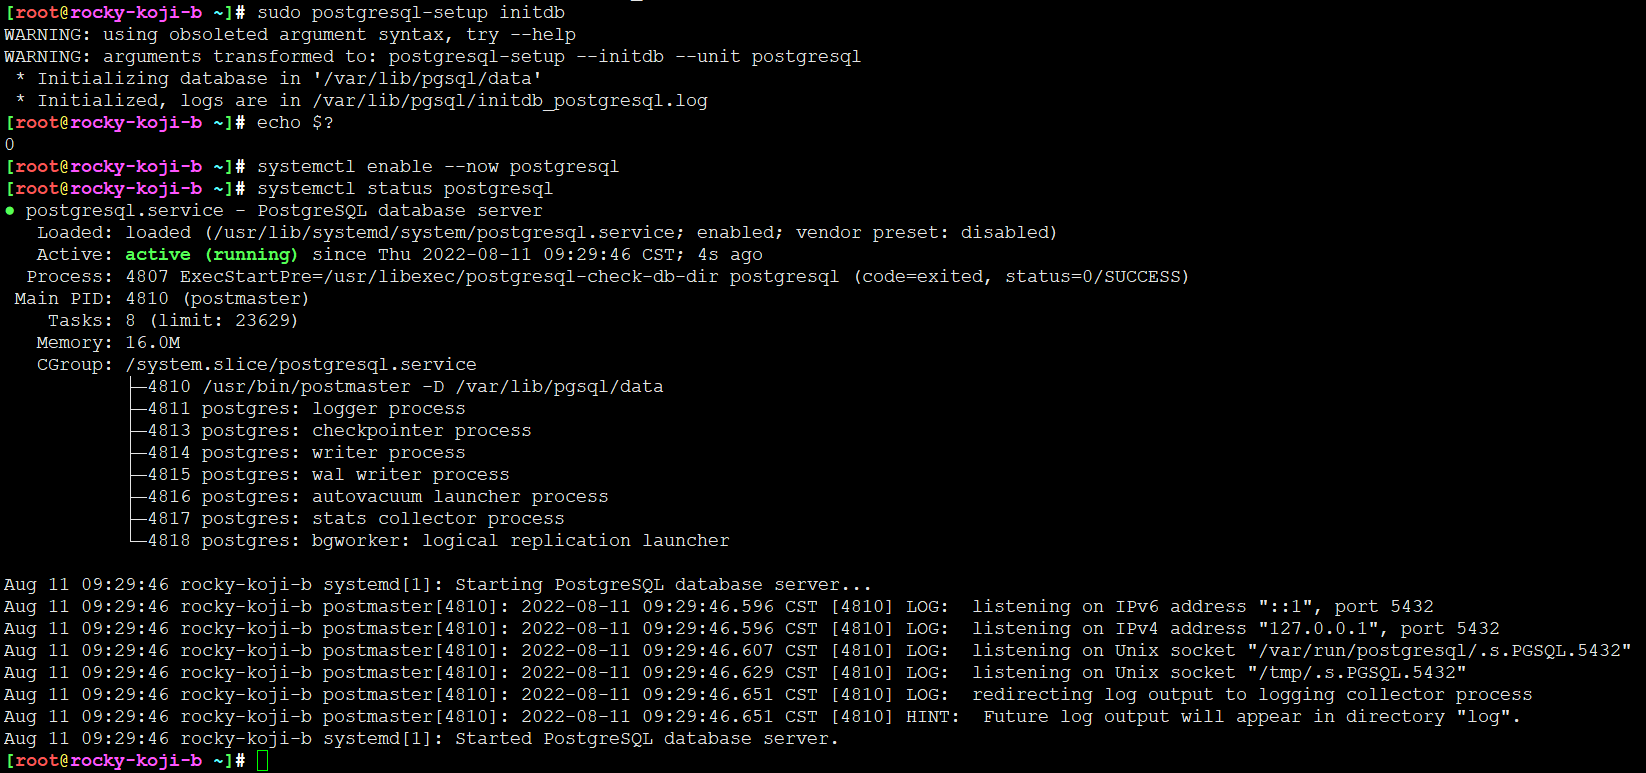 [root@rocky-koji-b ~]# sudo postgresql-setup initdb
WARNING: using obsoleted argument syntax, try --help
WARNING: arguments transformed to: postgresql-setup --initdb --unit postgresql
 * Initializing database in '/var/lib/pgsql/data'
 * Initialized, logs are in /var/lib/pgsql/initdb_postgresql.log
[root@rocky-koji-b ~]# echo $?
0
[root@rocky-koji-b ~]# systemctl enable --now postgresql
[root@rocky-koji-b ~]# systemctl status postgresql
● postgresql.service - PostgreSQL database server
   Loaded: loaded (/usr/lib/systemd/system/postgresql.service; enabled; vendor preset: disabled)
   Active: active (running) since Thu 2022-08-11 09:29:46 CST; 4s ago
  Process: 4807 ExecStartPre=/usr/libexec/postgresql-check-db-dir postgresql (code=exited, status=0/SUCCESS)
 Main PID: 4810 (postmaster)
    Tasks: 8 (limit: 23629)
   Memory: 16.0M
   CGroup: /system.slice/postgresql.service
           ├─4810 /usr/bin/postmaster -D /var/lib/pgsql/data
           ├─4811 postgres: logger process
           ├─4813 postgres: checkpointer process
           ├─4814 postgres: writer process
           ├─4815 postgres: wal writer process
           ├─4816 postgres: autovacuum launcher process
           ├─4817 postgres: stats collector process
           └─4818 postgres: bgworker: logical replication launcher

Aug 11 09:29:46 rocky-koji-b systemd[1]: Starting PostgreSQL database server...
Aug 11 09:29:46 rocky-koji-b postmaster[4810]: 2022-08-11 09:29:46.596 CST [4810] LOG:  listening on IPv6 address "::1", port 5432
Aug 11 09:29:46 rocky-koji-b postmaster[4810]: 2022-08-11 09:29:46.596 CST [4810] LOG:  listening on IPv4 address "127.0.0.1", port 5432
Aug 11 09:29:46 rocky-koji-b postmaster[4810]: 2022-08-11 09:29:46.607 CST [4810] LOG:  listening on Unix socket "/var/run/postgresql/.s.PGSQL.5432"
Aug 11 09:29:46 rocky-koji-b postmaster[4810]: 2022-08-11 09:29:46.629 CST [4810] LOG:  listening on Unix socket "/tmp/.s.PGSQL.5432"
Aug 11 09:29:46 rocky-koji-b postmaster[4810]: 2022-08-11 09:29:46.651 CST [4810] LOG:  redirecting log output to logging collector process
Aug 11 09:29:46 rocky-koji-b postmaster[4810]: 2022-08-11 09:29:46.651 CST [4810] HINT:  Future log output will appear in directory "log".
Aug 11 09:29:46 rocky-koji-b systemd[1]: Started PostgreSQL database server.
[root@rocky-koji-b ~]#